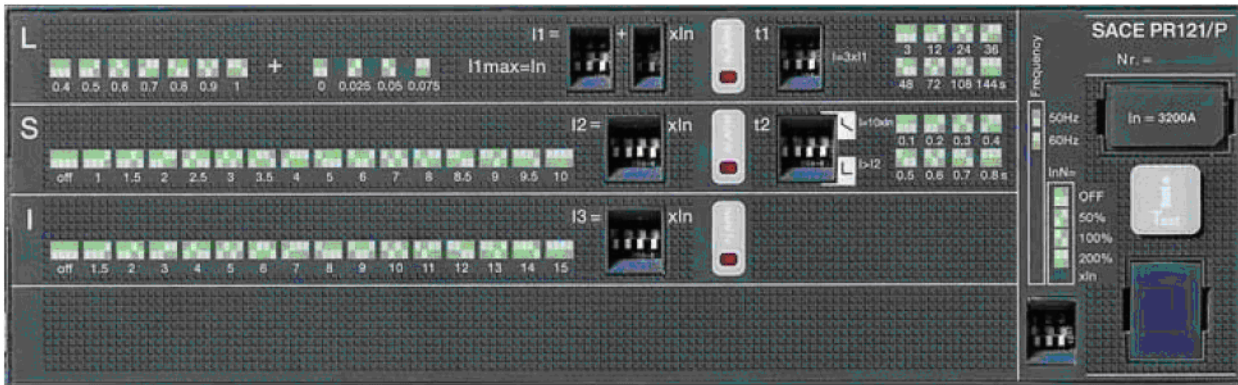 L
I1 = + xIn
t1
I1max=In
0.4 0.5 0.6 0.7 0.8 0.9 1
+
0 0.025 0.05 0.075
I=3xI1
3 12 24 36
48 72 108 144s
S
I2 = xIn
t2
I=10xIn
I>I2
off 1 1.5 2 2.5 3 3.5 4 5 6 7 8 8.5 9 9.5 10
0.1 0.2 0.3 0.4
0.5 0.6 0.7 0.8s
I
I3 = xIn
off 1.5 2 3 4 5 6 7 8 9 10 11 12 13 14 15
Frequency
50Hz
60Hz
InN=
OFF
50%
100%
200%
xIn
SACE PR121/P
Nr. =
In = 3200A
Test